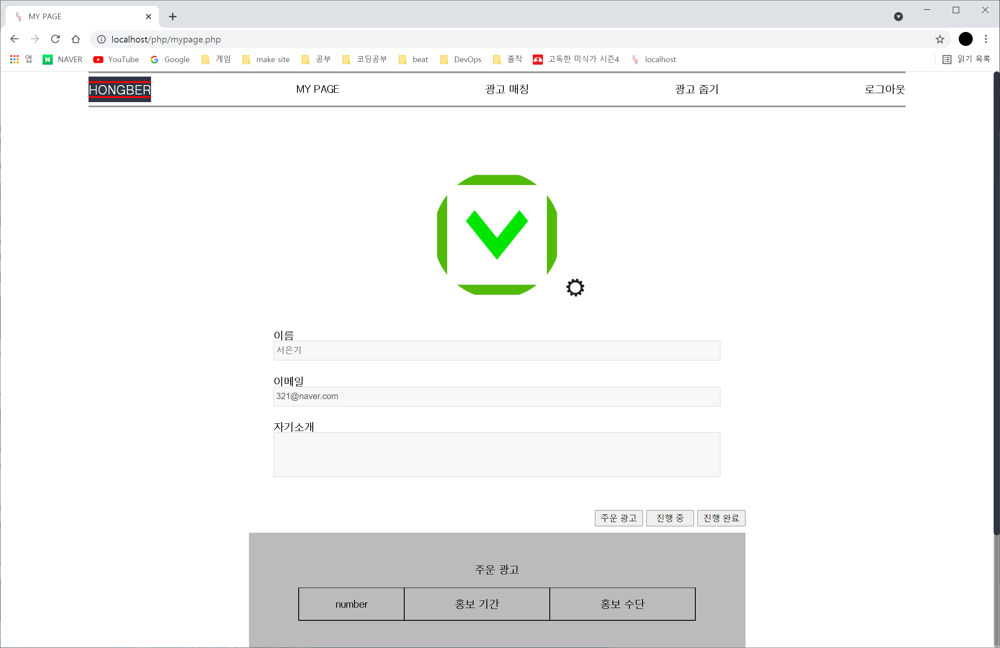 MY PAGE
localhost/php/mypage.php
앱 NAVER YouTube Google 게임 make site 공부 코딩공부 beat DevOps 졸작 고독한 미식가 시즌4 localhost 읽기 목록
HONGBER MY PAGE 광고 매칭 광고 줍기 로그아웃
이름
서은기
이메일
321@naver.com
자기소개
주운 광고 진행 중 진행 완료
주운 광고
number 홍보 기간 홍보 수단